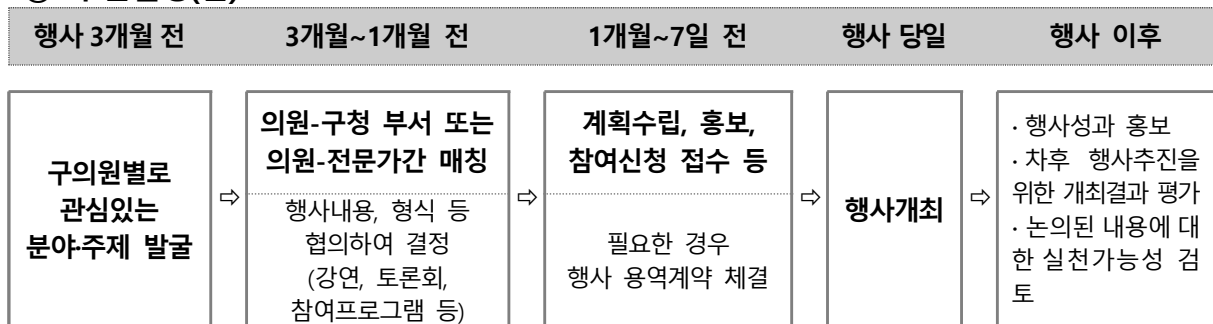 행사 3개월 전
3개월~1개월 전
1개월~7일 전
행사 당일
행사 이후
구의원별로
관심있는
분야·주제 발굴
⇨
의원-구청 부서 또는
의원-전문가간 매칭
행사내용, 형식 등
협의하여 결정
(강연, 토론회,
참여프로그램 등)
⇨
계획수립, 홍보,
참여신청 접수 등
필요한 경우
행사 용역계약 체결
⇨
행사개최
⇨
· 행사성과 홍보
· 차후 행사추진을
위한 개최결과 평가
· 논의된 내용에 대
한 실천가능성 검
토